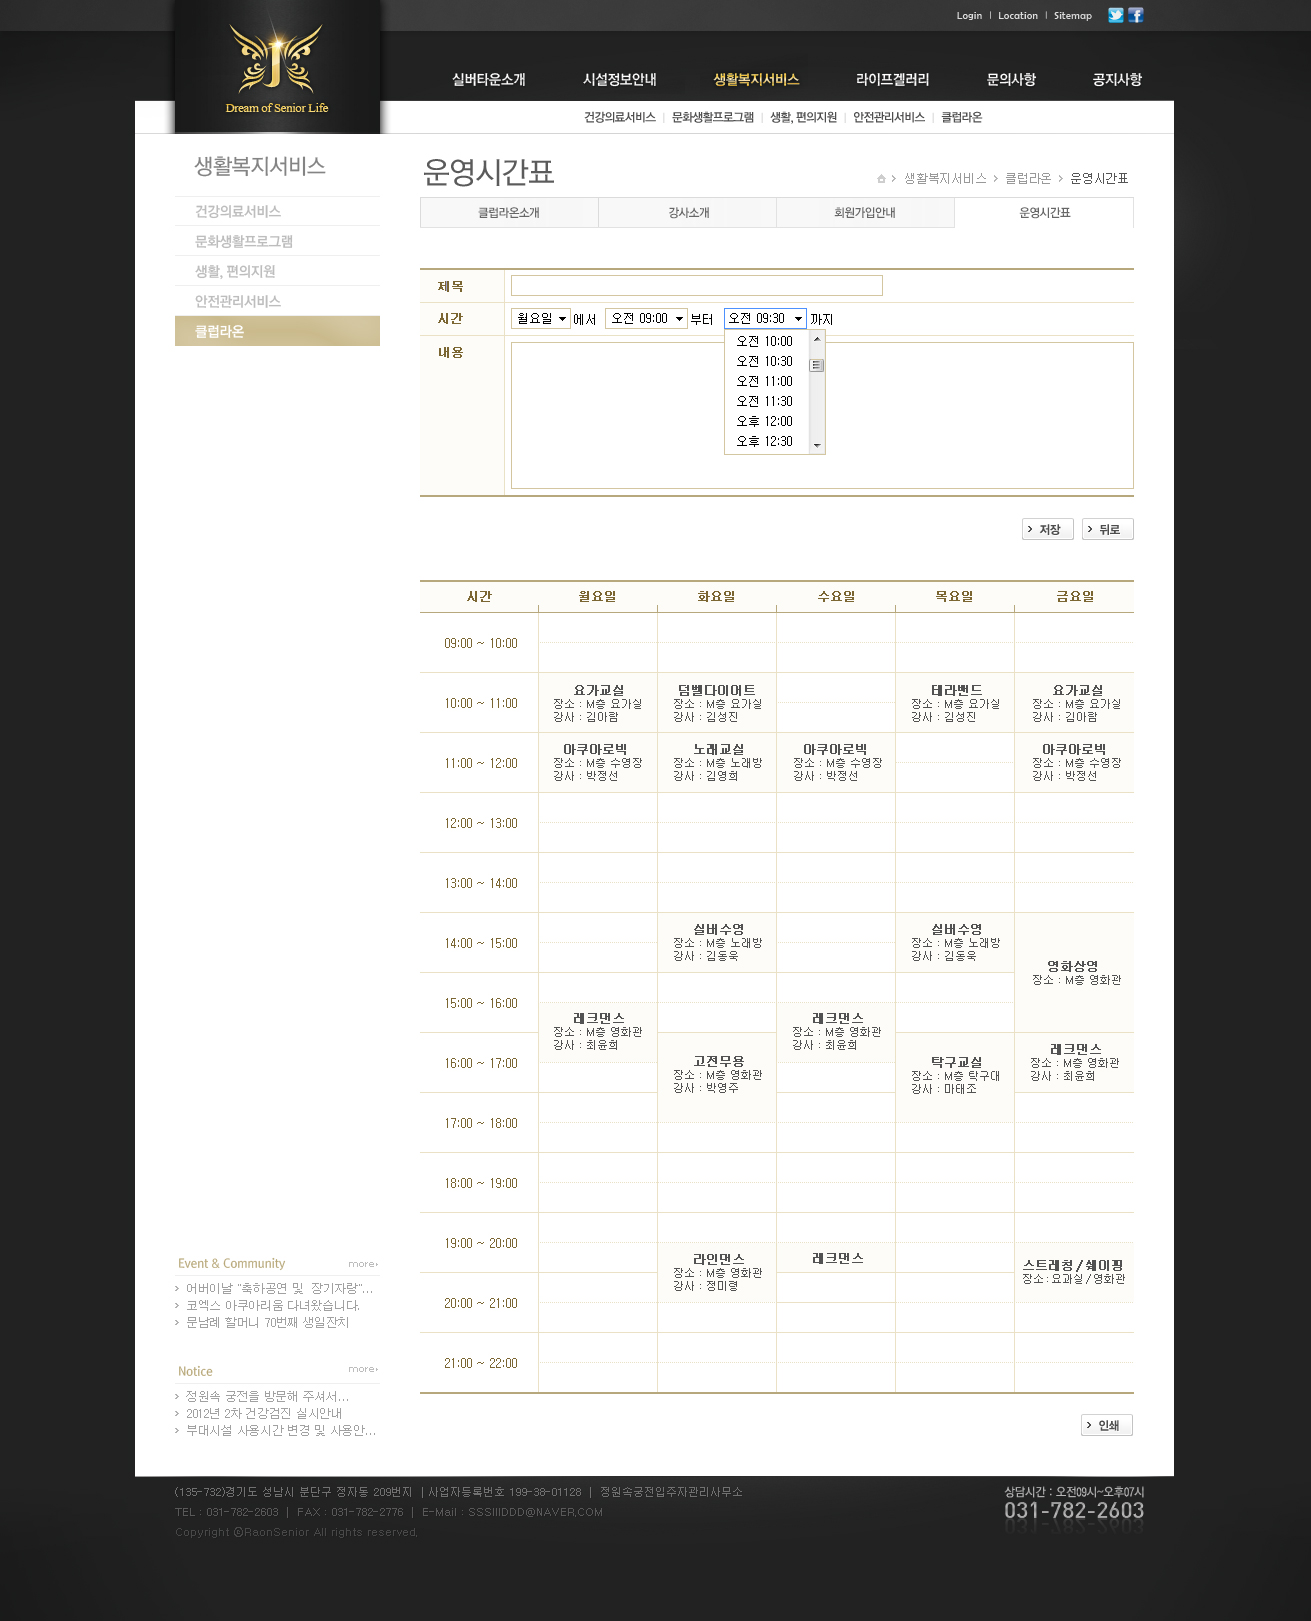 Login | Location | Sitemap
Dream of Senior Life
실버타운소개 시설정보안내 생활복지서비스 라이프겔러리 문의사항 공지사항
건강의료서비스 | 문화생활프로그램 | 생활, 편의지원 | 안전관리서비스 | 클럽라온
생활복지서비스
건강의료서비스
문화생활프로그램
생활, 편의지원
안전관리서비스
클럽라온
운영시간표
생활복지서비스 > 클럽라온 > 운영시간표
클럽라온소개 강사소개 회원가입안내 운영시간표
제목
시간 월요일 에서 오전 09:00 부터 오전 09:30 까지
내용
오전 10:00
오전 10:30
오전 11:00
오전 11:30
오후 12:00
오후 12:30
저장 뒤로
시간 월요일 화요일 수요일 목요일 금요일
09:00 ~ 10:00
10:00 ~ 11:00
요가교실
장소 : M층 요가실
강사 : 김아람
덤벨다이어트
장소 : M층 요가실
강사 : 김성진
테라밴드
장소 : M층 요가실
강사 : 김성진
요가교실
장소 : M층 요가실
강사 : 김아람
11:00 ~ 12:00
아쿠아로빅
장소 : M층 수영장
강사 : 박정선
노래교실
장소 : M층 노래방
강사 : 김영희
아쿠아로빅
장소 : M층 수영장
강사 : 박정선
아쿠아로빅
장소 : M층 수영장
강사 : 박정선
12:00 ~ 13:00
13:00 ~ 14:00
14:00 ~ 15:00
실버수영
장소 : M층 노래방
강사 : 김동욱
실버수영
장소 : M층 노래방
강사 : 김동욱
영화상영
장소 : M층 영화관
15:00 ~ 16:00
레크댄스
장소 : M층 영화관
강사 : 최윤희
레크댄스
장소 : M층 영화관
강사 : 최윤희
16:00 ~ 17:00
고전무용
장소 : M층 영화관
강사 : 박영주
탁구교실
장소 : M층 탁구대
강사 : 마태조
레크댄스
장소 : M층 영화관
강사 : 최윤희
17:00 ~ 18:00
18:00 ~ 19:00
19:00 ~ 20:00
라인댄스
장소 : M층 영화관
강사 : 정미령
레크댄스
스트레칭/쉐이핑
장소 : 요과실/영화관
20:00 ~ 21:00
21:00 ~ 22:00
인쇄
Event & Community more
어버이날 "축하공연 및 장기자랑"...
코엑스 아쿠아리움 다녀왔습니다.
문남례 할머니 70번째 생일잔치
Notice more
정원속 궁전을 방문해 주셔서...
2012년 2차 건강검진 실시안내
부대시설 사용시간 변경 및 사용안...
(135-732)경기도 성남시 분단구 정자동 209번지 | 사업자등록번호 199-38-01128 | 정원속궁전입주자관리사무소
TEL : 031-782-2603 | FAX : 031-782-2776 | E-Mail : SSSIIIDDD@NAVER.COM
Copyright ⓒRaonSenior All rights reserved.
상담시간 : 오전09시~오후07시
031-782-2603